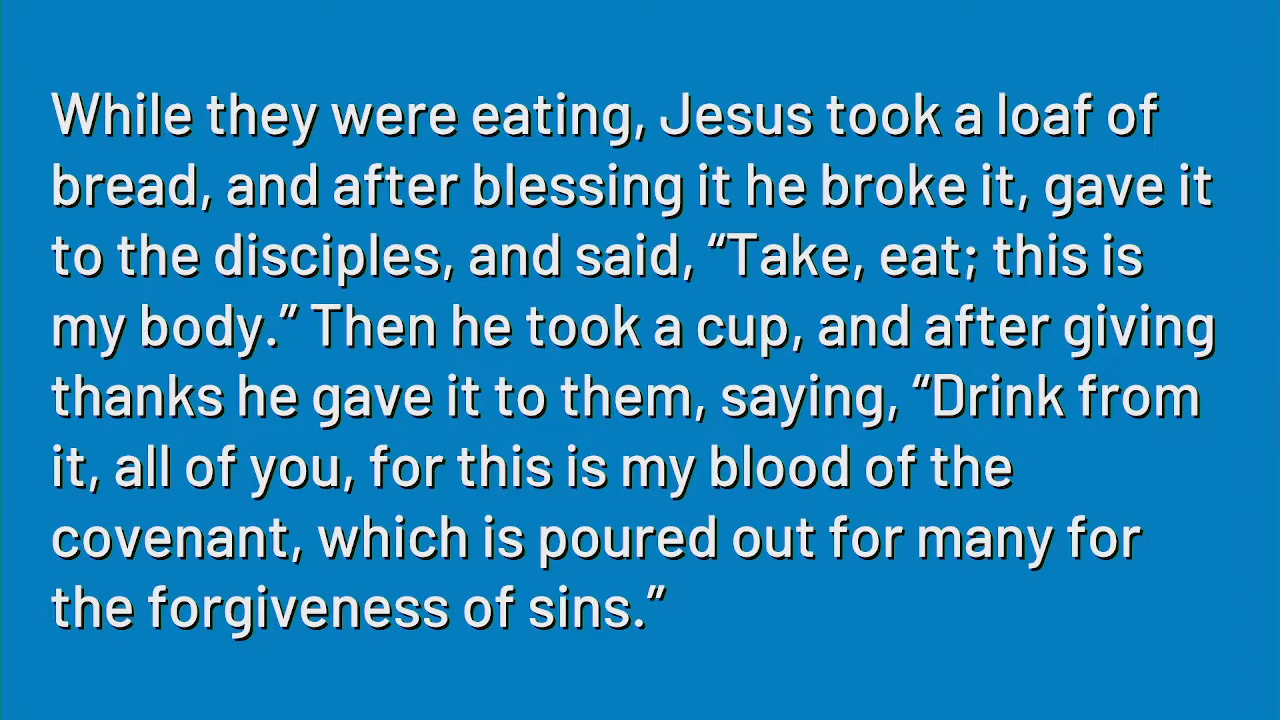 While they were eating, Jesus took a loaf of
bread, and after blessing it he broke it, gave it
to the disciples, and said, “Take, eat; this is
my body.” Then he took a cup, and after giving
thanks he gave it to them, saying, “Drink from
it, all of you, for this is my blood of the
covenant, which is poured out for many for
the forgiveness of sins.”